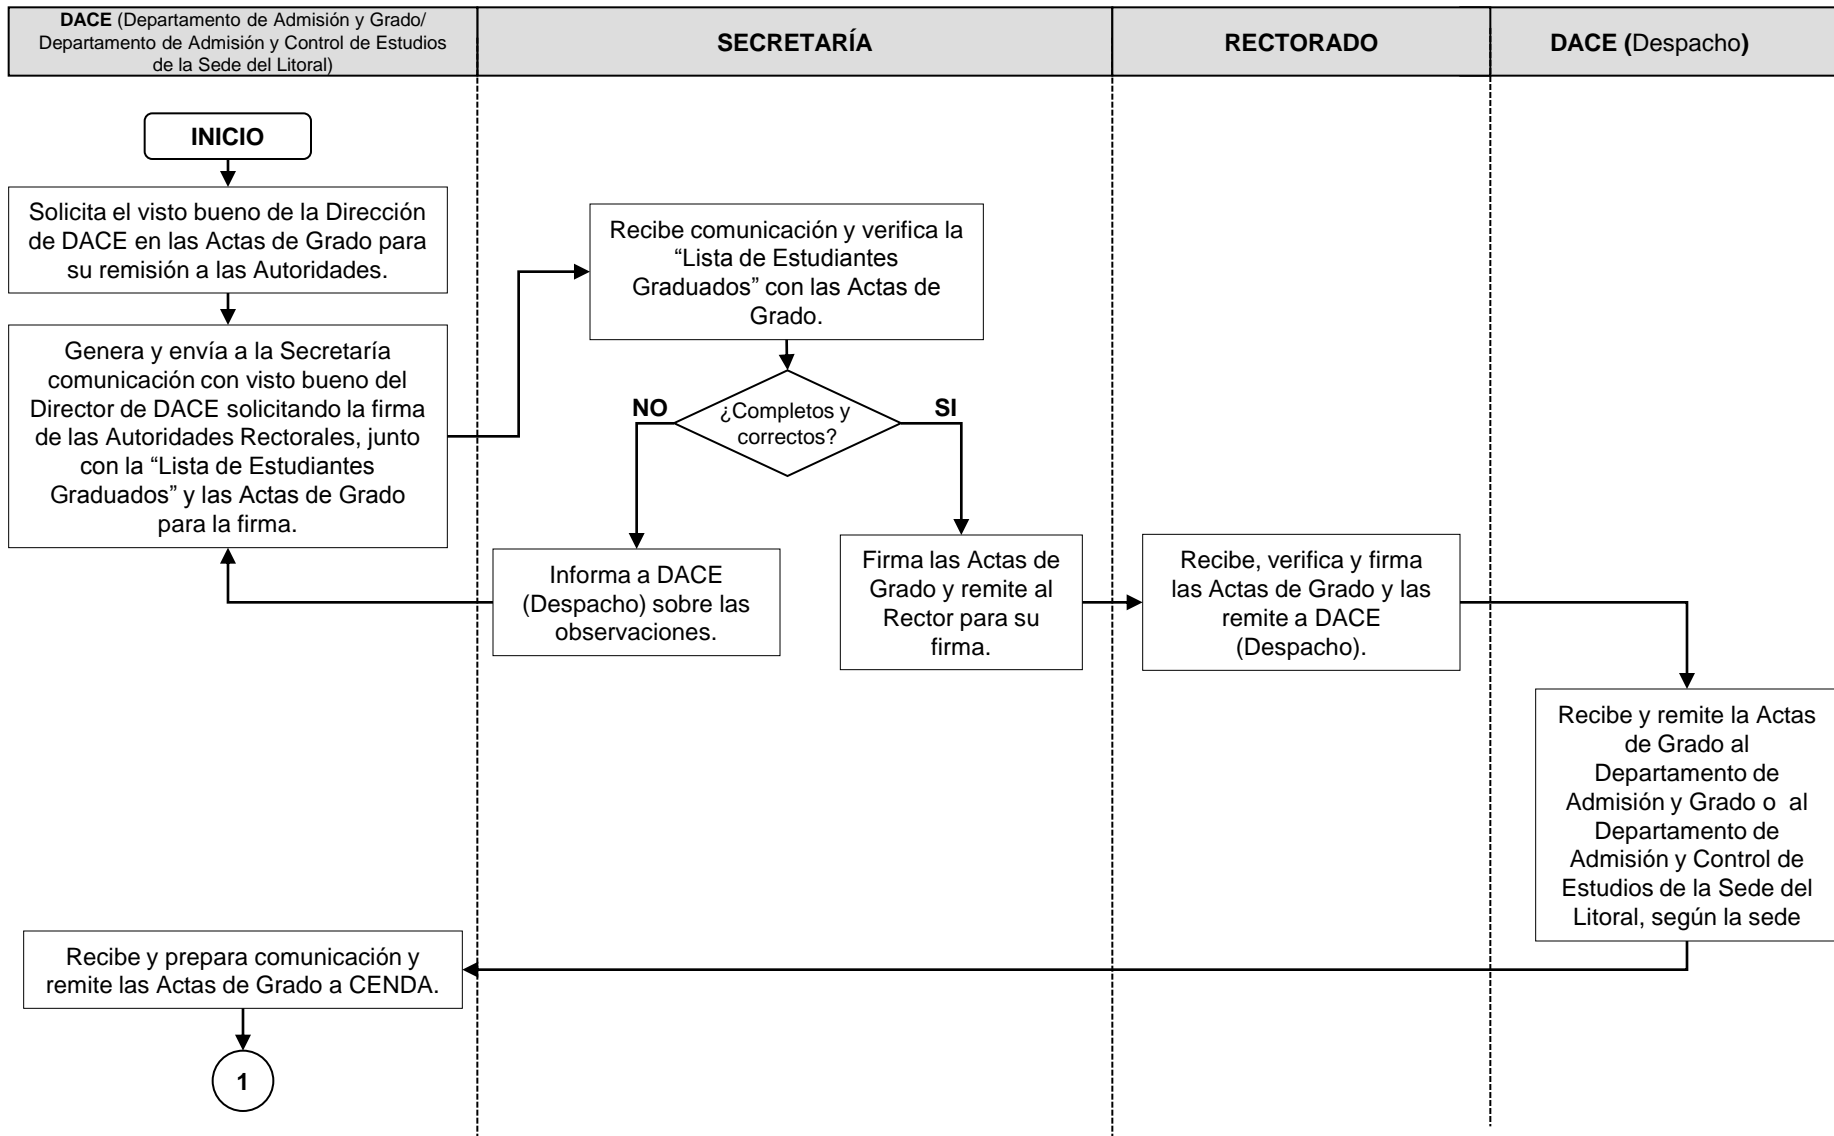 DACE (Departamento de Admisión y Grado/
Departamento de Admisión y Control de Estudios
de la Sede del Litoral)
SECRETARÍA
RECTORADO
DACE (Despacho)
INICIO
Solicita el visto bueno de la Dirección
de DACE en las Actas de Grado para
su remisión a las Autoridades.
Genera y envía a la Secretaría
comunicación con visto bueno del
Director de DACE solicitando la firma
de las Autoridades Rectorales, junto
con la “Lista de Estudiantes
Graduados” y las Actas de Grado
para la firma.
Recibe comunicación y verifica la
“Lista de Estudiantes
Graduados” con las Actas de
Grado.
¿Completos y
correctos?
NO
SI
Informa a DACE
(Despacho) sobre las
observaciones.
Firma las Actas de
Grado y remite al
Rector para su
firma.
Recibe, verifica y firma
las Actas de Grado y las
remite a DACE
(Despacho).
Recibe y remite la Actas
de Grado al
Departamento de
Admisión y Grado o al
Departamento de
Admisión y Control de
Estudios de la Sede del
Litoral, según la sede
Recibe y prepara comunicación y
remite las Actas de Grado a CENDA.
1